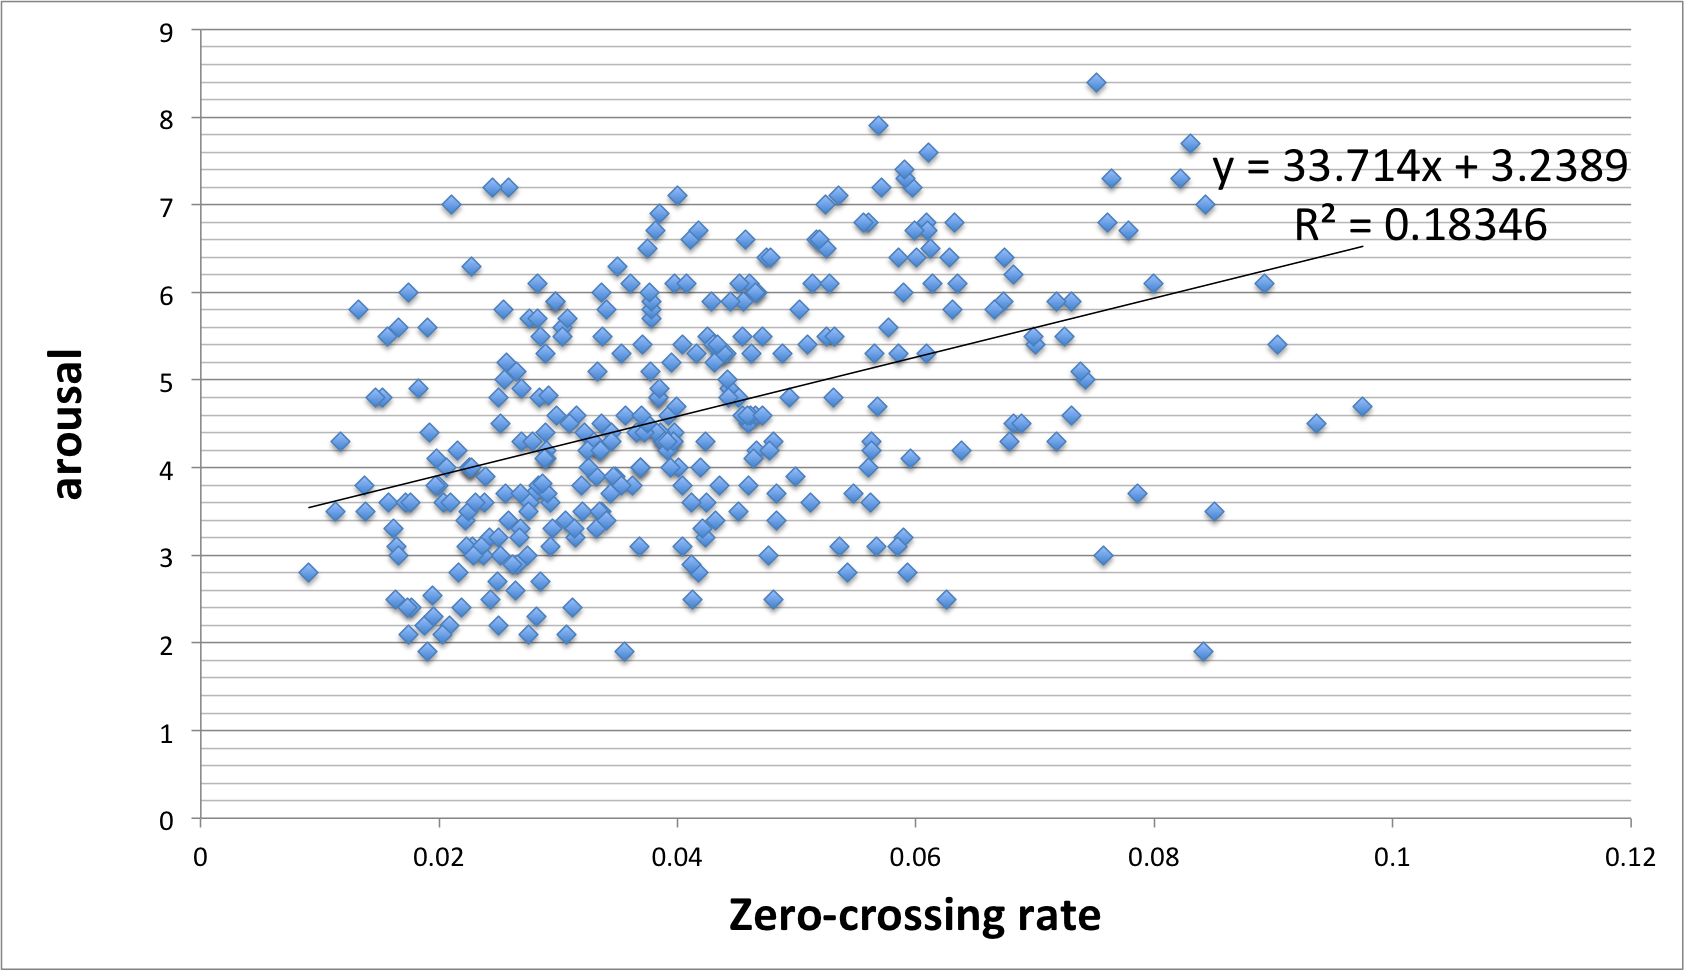 9
8
7
6
5
4
3
2
1
0
arousal
y = 33.714x + 3.2389
R² = 0.18346
0 0.02 0.04 0.06 0.08 0.1 0.12
Zero-crossing rate